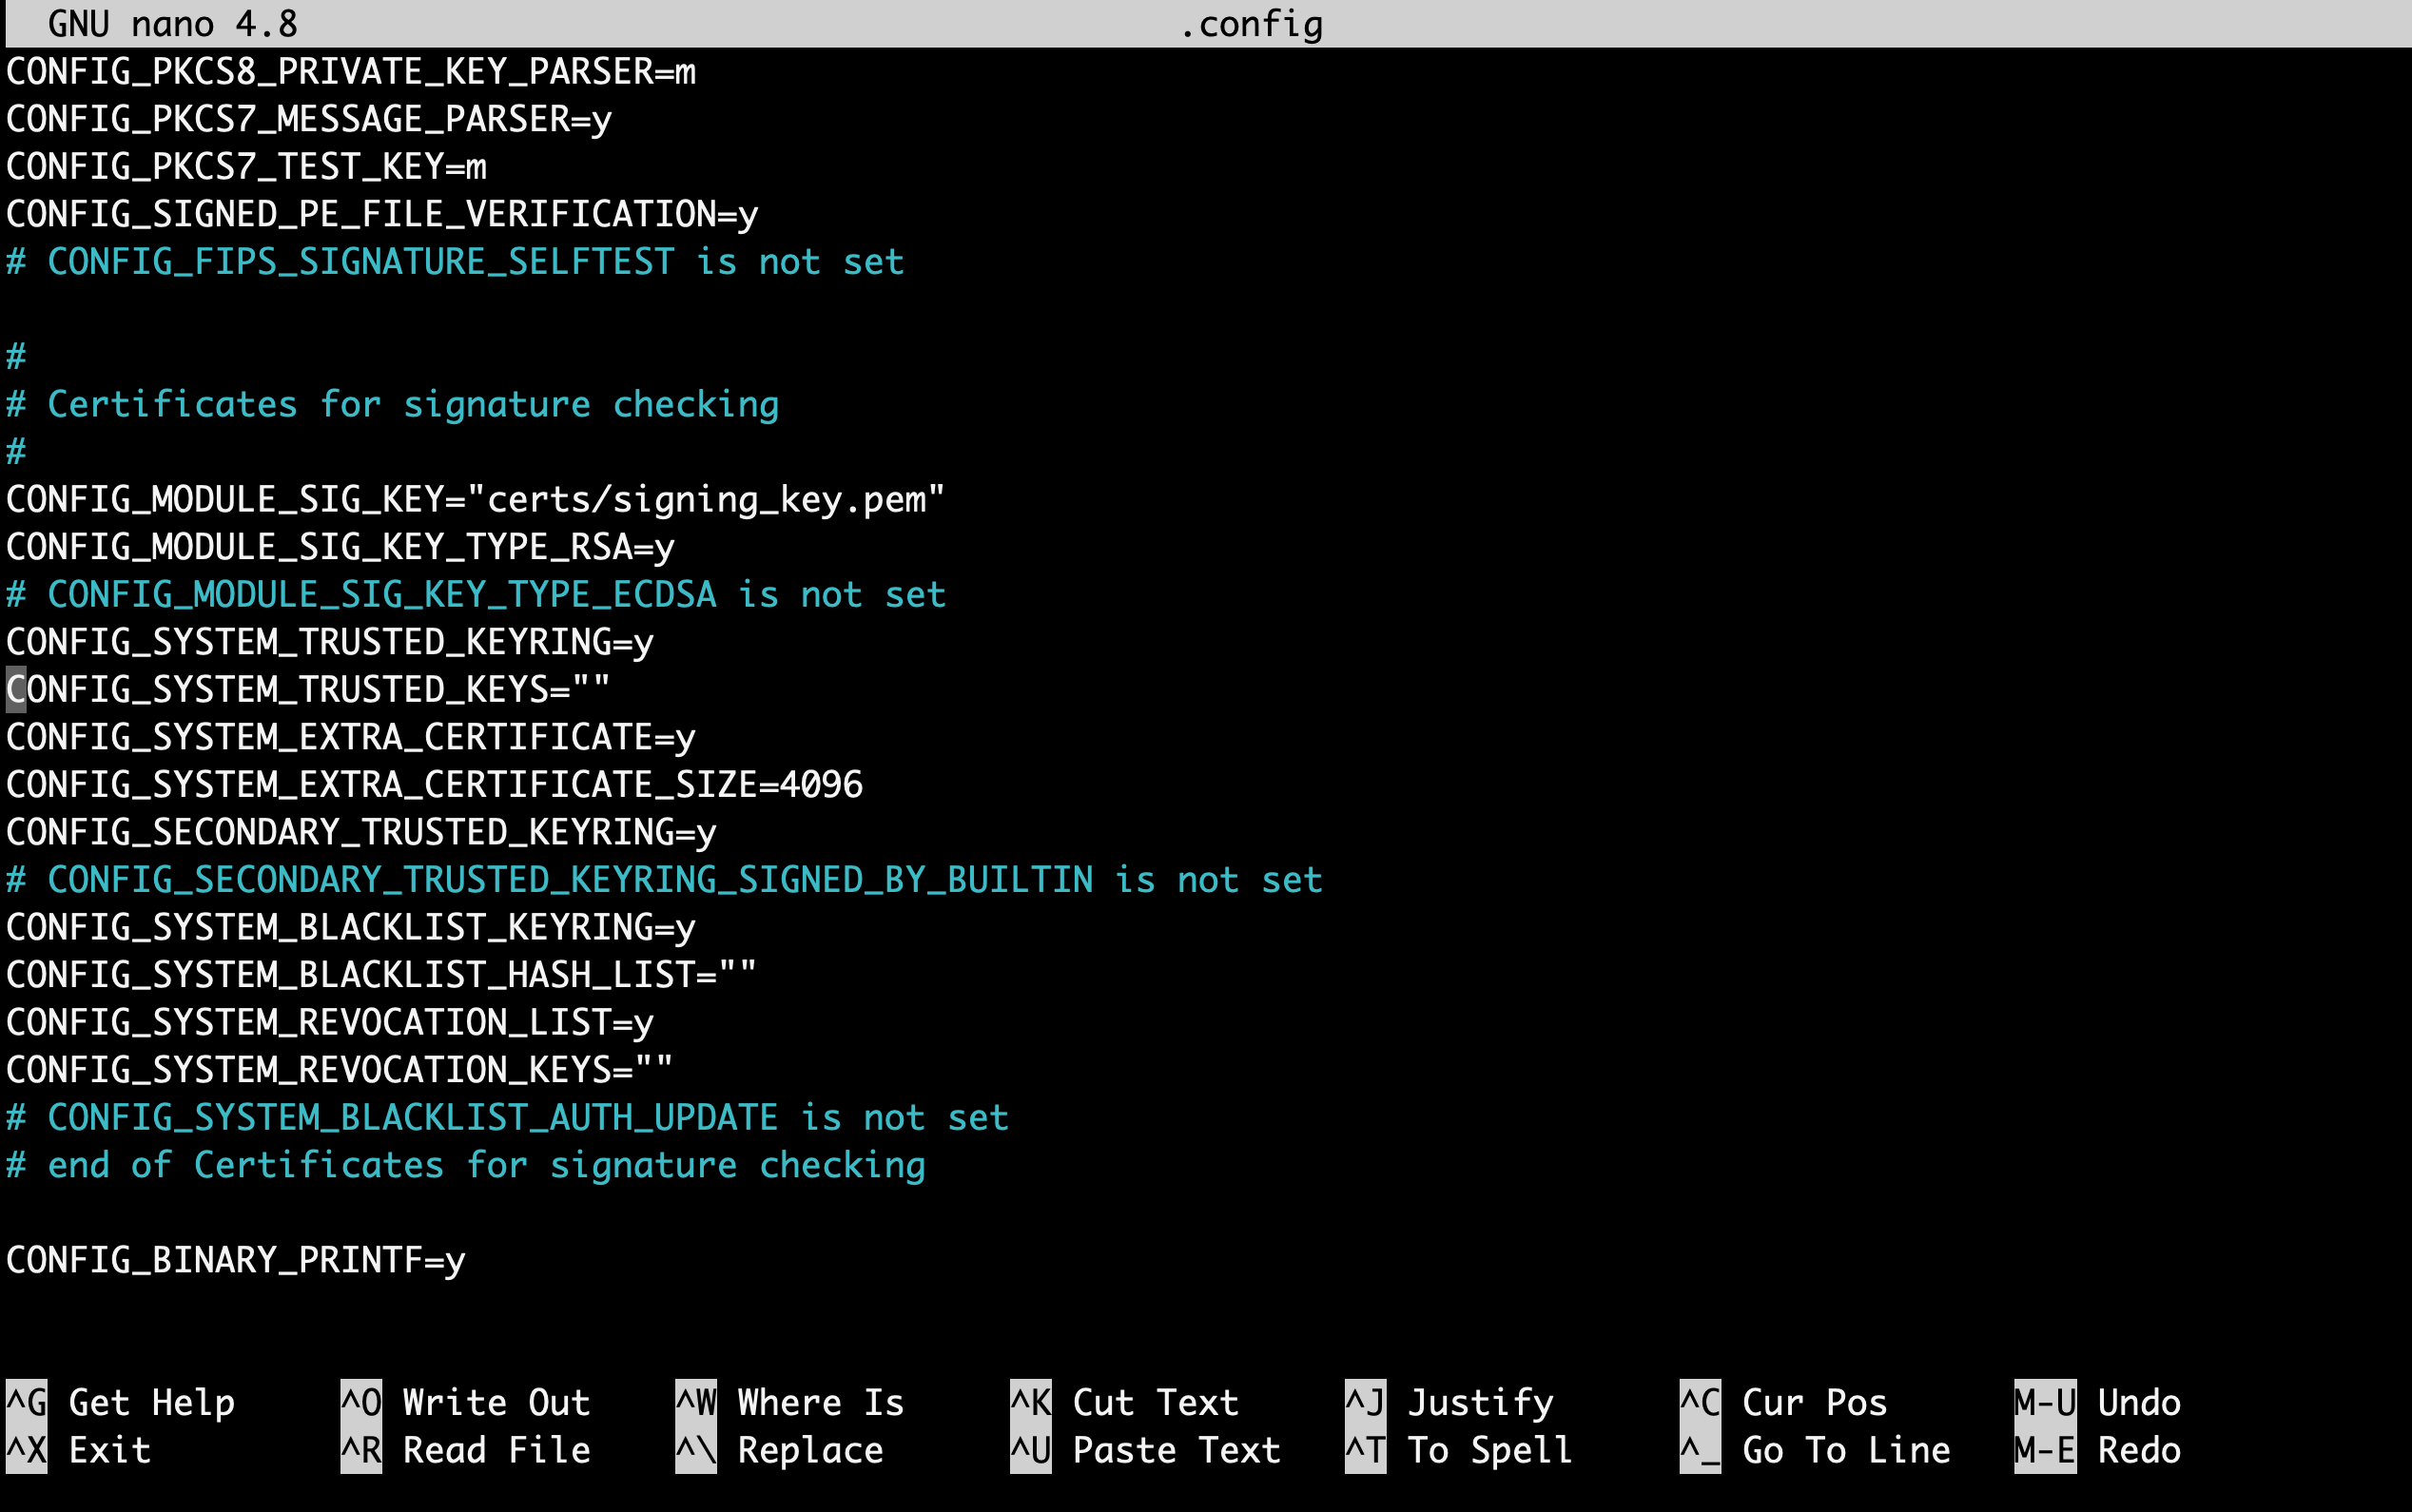 GNU nano 4.8 .config
CONFIG_PKCS8_PRIVATE_KEY_PARSER=m
CONFIG_PKCS7_MESSAGE_PARSER=y
CONFIG_PKCS7_TEST_KEY=m
CONFIG_SIGNED_PE_FILE_VERIFICATION=y
# CONFIG_FIPS_SIGNATURE_SELFTEST is not set
#
# Certificates for signature checking
#
CONFIG_MODULE_SIG_KEY="certs/signing_key.pem"
CONFIG_MODULE_SIG_KEY_TYPE_RSA=y
# CONFIG_MODULE_SIG_KEY_TYPE_ECDSA is not set
CONFIG_SYSTEM_TRUSTED_KEYRING=y
CONFIG_SYSTEM_TRUSTED_KEYS=""
CONFIG_SYSTEM_EXTRA_CERTIFICATE=y
CONFIG_SYSTEM_EXTRA_CERTIFICATE_SIZE=4096
CONFIG_SECONDARY_TRUSTED_KEYRING=y
# CONFIG_SECONDARY_TRUSTED_KEYRING_SIGNED_BY_BUILTIN is not set
CONFIG_SYSTEM_BLACKLIST_KEYRING=y
CONFIG_SYSTEM_BLACKLIST_HASH_LIST=""
CONFIG_SYSTEM_REVOCATION_LIST=y
CONFIG_SYSTEM_REVOCATION_KEYS=""
# CONFIG_SYSTEM_BLACKLIST_AUTH_UPDATE is not set
# end of Certificates for signature checking
CONFIG_BINARY_PRINTF=y
^G Get Help ^O Write Out ^W Where Is ^K Cut Text ^J Justify ^C Cur Pos M-U Undo
^X Exit ^R Read File ^\ Replace ^U Paste Text ^T To Spell ^_ Go To Line M-E Redo